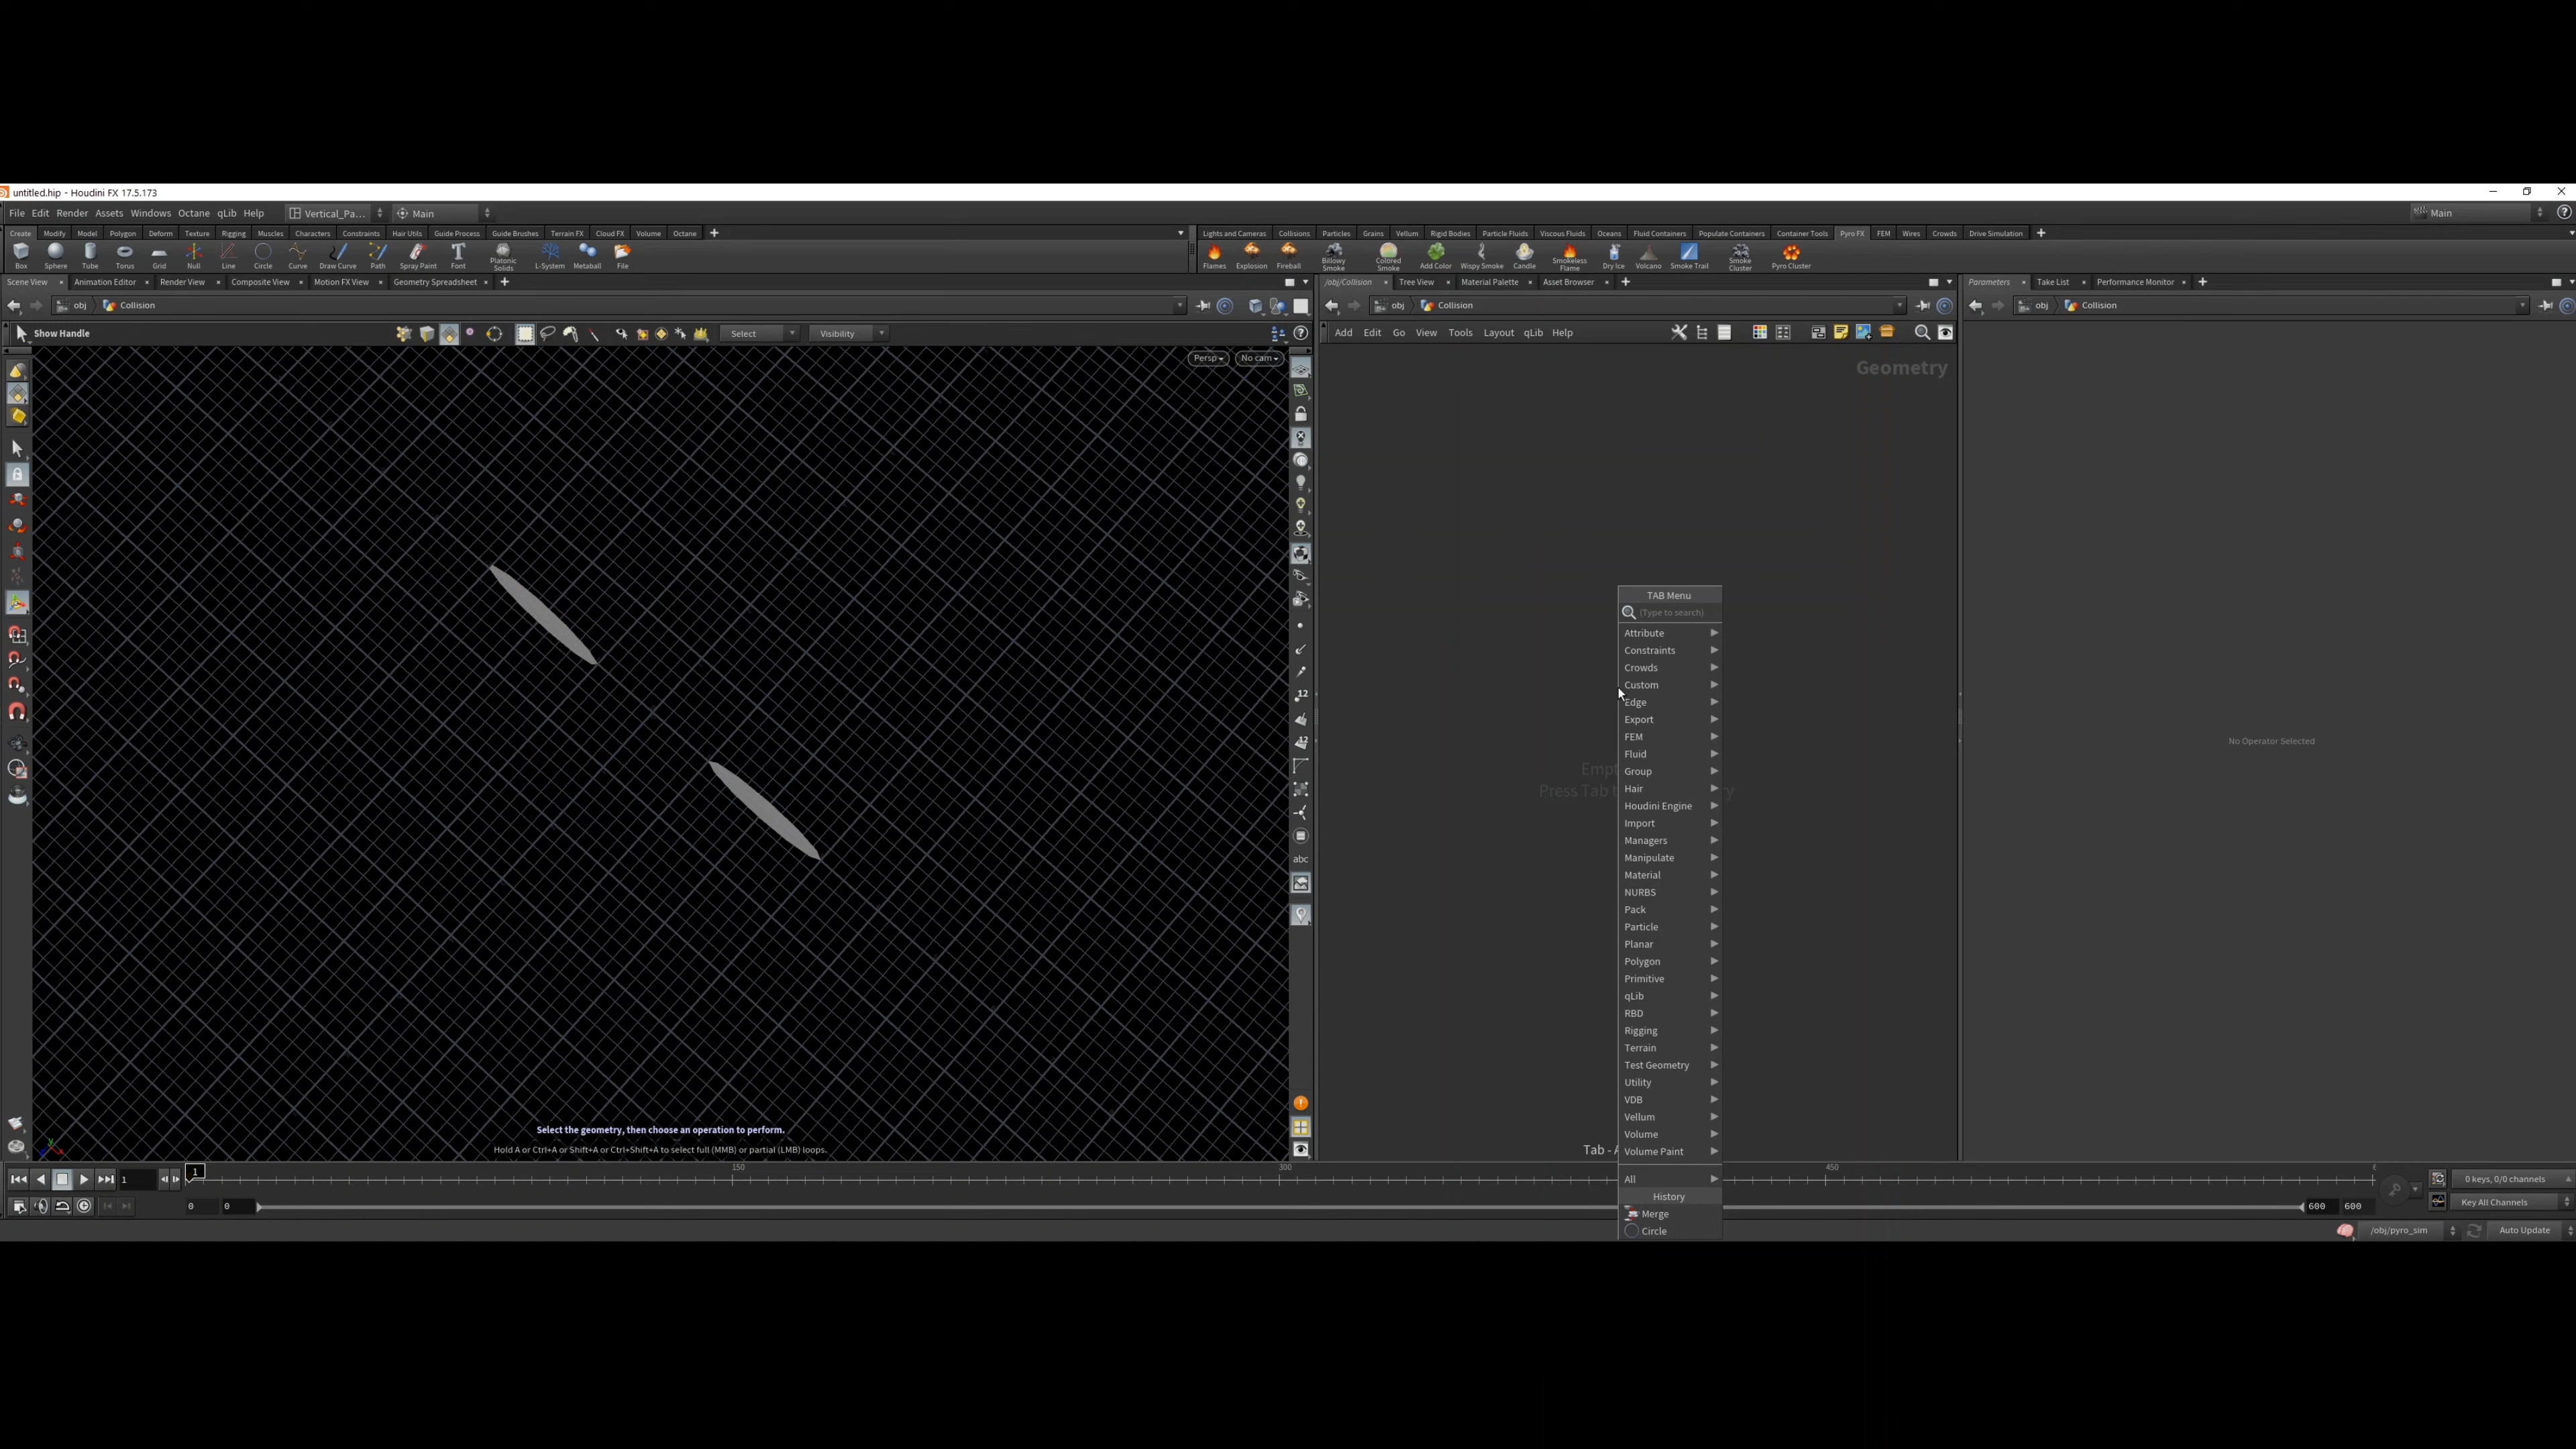 untitled.hip - Houdini FX 17.5.173
File Edit Render Assets Windows Octane qLib Help Vertical_Pa... Main Main
Create Modify Model Polygon Deform Texture Rigging Muscles Characters Constraints Hair Utils Guide Process Guide Brushes Terrain FX Cloud FX Volume Octane
Lights and Cameras Collisions Particles Grains Vellum Rigid Bodies Particle Fluids Viscous Fluids Oceans Fluid Containers Populate Containers Container Tools Pyro FX FEM Wires Crowds Drive Simulation
Box Sphere Tube Torus Grid Null Line Circle Curve Draw Curve Path Spray Paint Font Platonic Solids L-System Metaball File
Flames Explosion Fireball Billowy Smoke Colored Smoke Add Color Wispy Smoke Candle Smokeless Flame Dry Ice Volcano Smoke Trail Smoke Cluster Pyro Cluster
Scene View Animation Editor Render View Composite View Motion FX View Geometry Spreadsheet
/obj/Collision Tree View Material Palette Asset Browser
Parameters Take List Performance Monitor
obj Collision
obj Collision
obj Collision
Show Handle Select Visibility
Add Edit Go View Tools Layout qLib Help
Persp No cam
Geometry
TAB Menu
(Type to search)
Attribute
Constraints
Crowds
Custom
Edge
Export
FEM
Fluid
Group
Hair
Houdini Engine
Import
Managers
Manipulate
Material
NURBS
Pack
Particle
Planar
Polygon
Primitive
qLib
RBD
Rigging
Terrain
Test Geometry
Utility
VDB
Vellum
Volume
Volume Paint
All
History
Merge
Circle
Press Tab
Tab -
No Operator Selected
12
12
abc
Select the geometry, then choose an operation to perform.
Hold A or Ctrl+A or Shift+A or Ctrl+Shift+A to select full (MMB) or partial (LMB) loops.
1 1 150 300 450
0 0 600 600
0 keys, 0/0 channels
Key All Channels
/obj/pyro_sim Auto Update